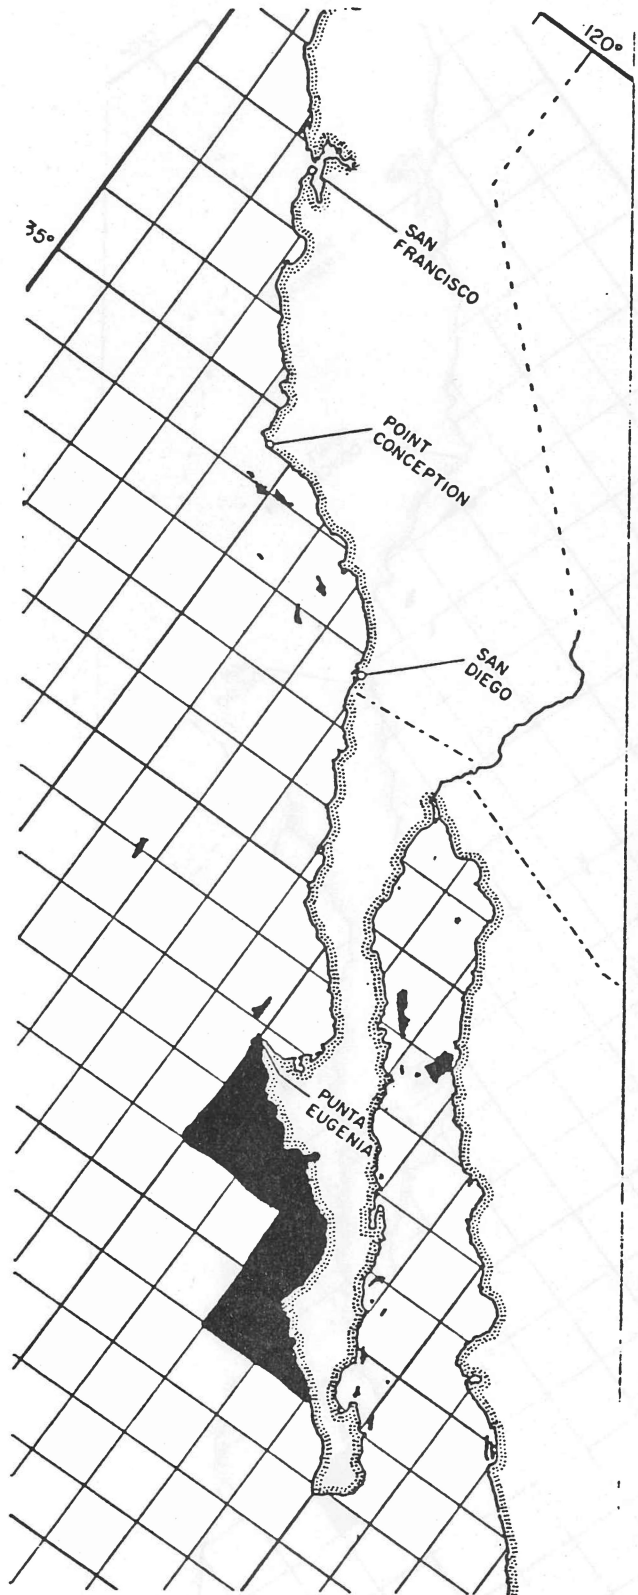 120°
35°
SAN
FRANCISCO
POINT
CONCEPTION
SAN
DIEGO
PUNTA
EUGENIA